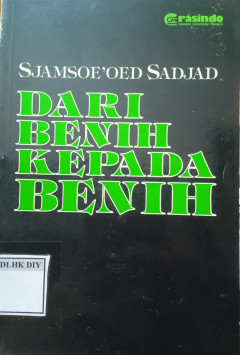 Grasindo
SJAMSOE'OED SADJAD
DARI
BENIH
KEPADA
BENIH
DLHK DIY